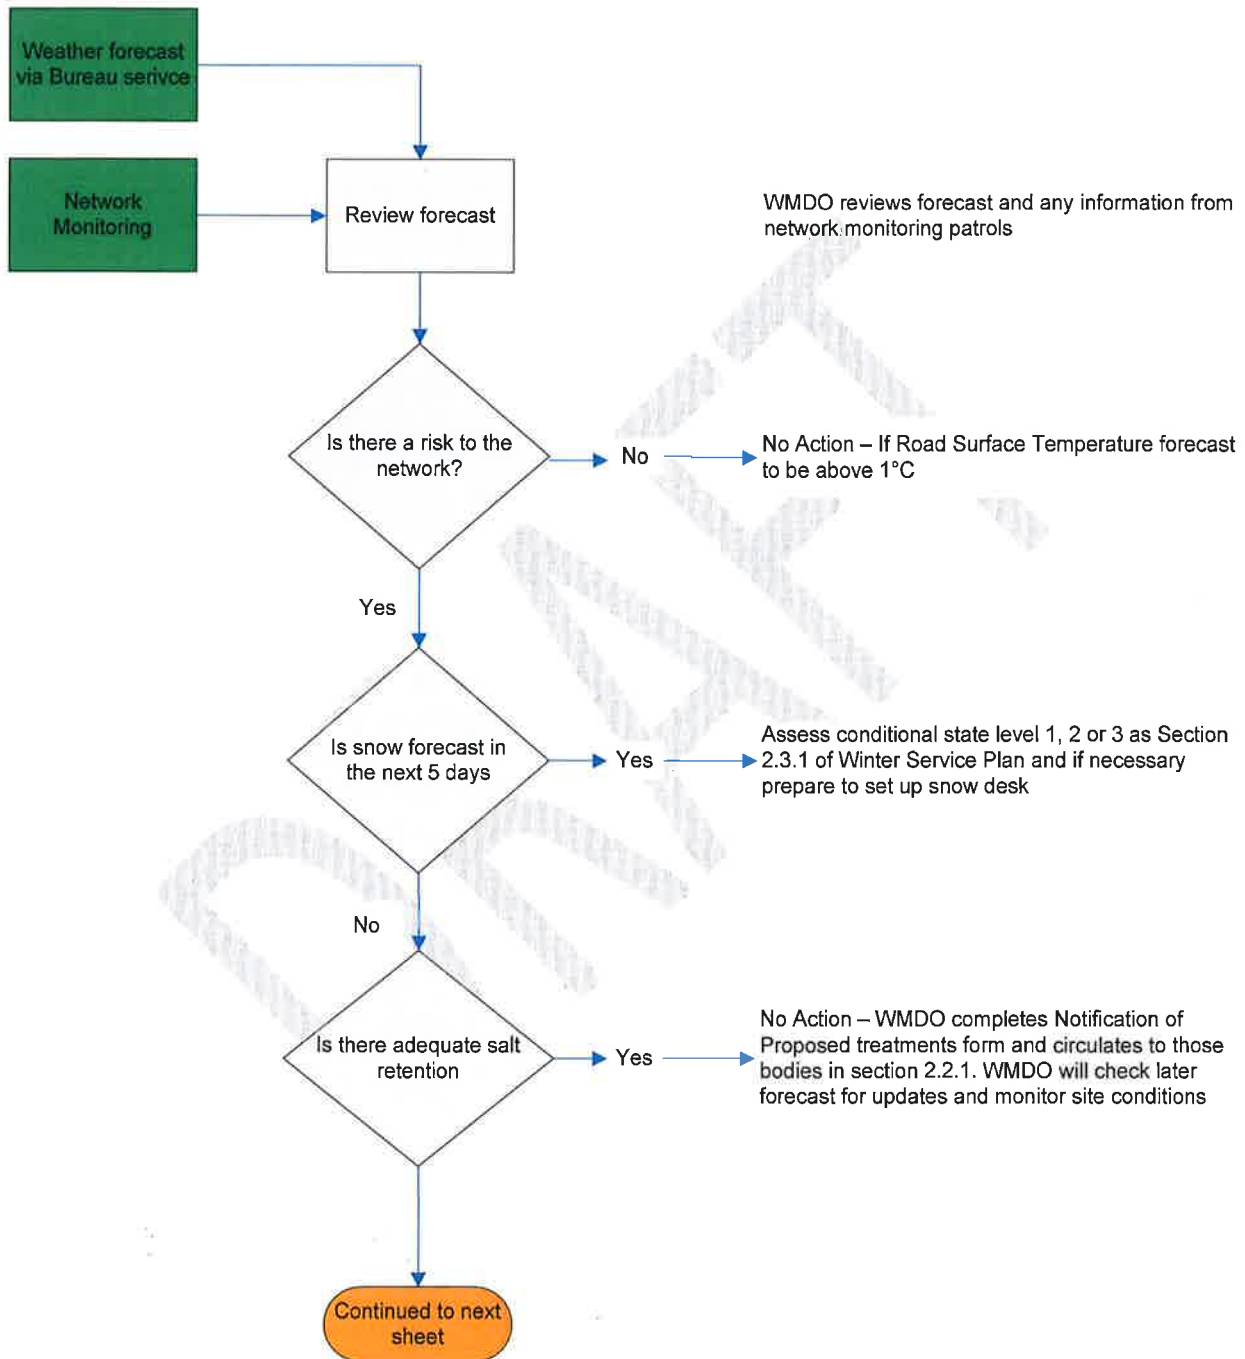 Weather forecast
via Bureau serivce
Network
Monitoring
Review forecast
WMDO reviews forecast and any information from
network monitoring patrols
Is there a risk to the
network?
No
No Action – If Road Surface Temperature forecast
to be above 1°C
Yes
Is snow forecast in
the next 5 days
Yes
Assess conditional state level 1, 2 or 3 as Section
2.3.1 of Winter Service Plan and if necessary
prepare to set up snow desk
No
Is there adequate salt
retention
Yes
No Action – WMDO completes Notification of
Proposed treatments form and circulates to those
bodies in section 2.2.1. WMDO will check later
forecast for updates and monitor site conditions
Continued to next
sheet
DRAFT